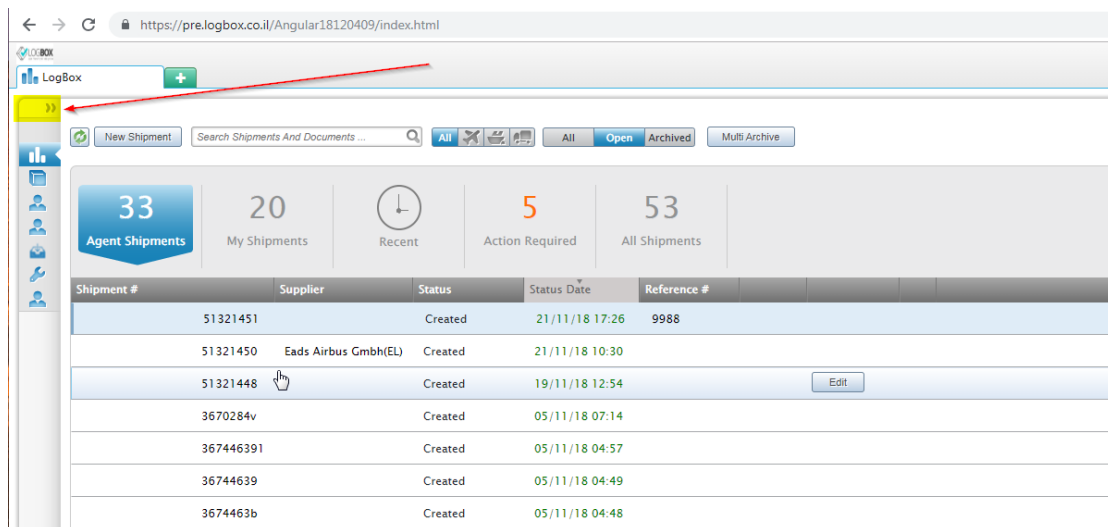 https://pre.logbox.co.il/Angular18120409/index.html
LOGBOX
LogBox +
»
New Shipment Search Shipments And Documents ... All All Open Archived Multi Archive
33 20 5 53
Agent Shipments My Shipments Recent Action Required All Shipments
Shipment # Supplier Status Status Date Reference #
51321451 Created 21/11/18 17:26 9988
51321450 Eads Airbus Gmbh(EL) Created 21/11/18 10:30
51321448 Created 19/11/18 12:54 Edit
3670284v Created 05/11/18 07:14
367446391 Created 05/11/18 04:57
36744639 Created 05/11/18 04:49
3674463b Created 05/11/18 04:48